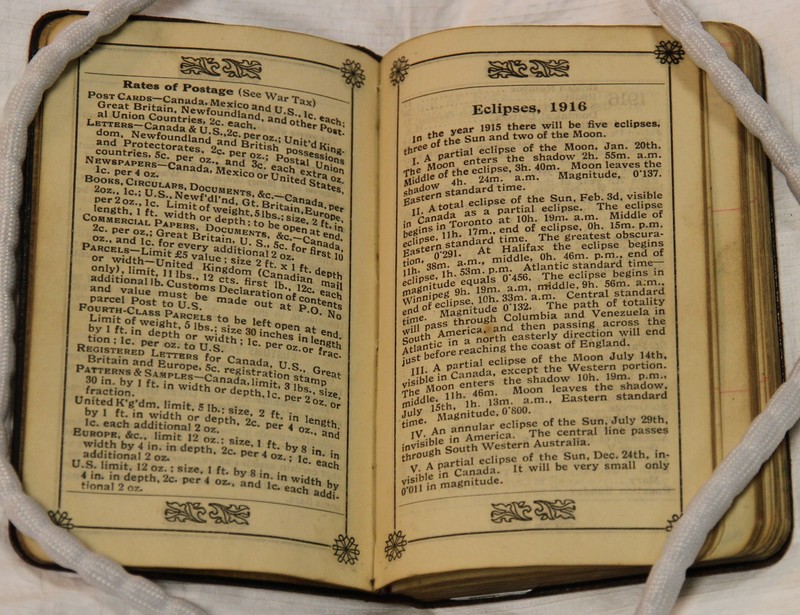 Rates of Postage (See War Tax)
POST CARDS—Canada, Mexico and U.S., 1c. each;
Great Britain, Newfoundland, and other Post-
al Union Countries, 2c. each.
LETTERS—Canada & U.S., 2c. per oz.; Unit'd King-
dom, Newfoundland and British possessions
and Protectorates, 2c. per oz.; Postal Union
countries, 5c. per oz., and 3c. each extra oz.
NEWSPAPERS—Canada, Mexico or United States,
1c. per 4 oz.
BOOKS, CIRCULARS, DOCUMENTS, &c.—Canada, per
2oz., 1c.; U.S., Newf'dl'nd, Gt. Britain, Europe,
per 2 oz., 1c. Limit of weight, 5 lbs.; size, 2 ft. in
length, 1 ft. width or depth; to be open at end.
COMMERCIAL PAPERS, DOCUMENTS, &c.—Canada,
2c. per oz.; Great Britain, U. S., 5c. for first 10
oz., and 1c. for every additional 2 oz.
PARCELS—Limit £5 value; size 2 ft. x 1 ft. depth
or width—United Kingdom (Canadian mail
only), limit, 11 lbs., 12 cts. first lb., 12c. each
additional lb. Customs Declaration of contents
and value must be made out at P.O. No
parcel Post to U.S.
FOURTH-CLASS PARCELS to be left open at end.
Limit of weight, 5 lbs.; size 30 inches in length
by 1 ft. in depth or width; 1c. per oz. or frac-
tion; 1c. per oz. to U.S.
REGISTERED LETTERS for Canada, U.S., Great
Britain and Europe, 5c. registration stamp
PATTERNS & SAMPLES—Canada, limit, 3 lbs., size,
30 in. by 1 ft. in width or depth, 1c. per 2 oz. or
fraction.
United K'g'dm, limit, 5 lb.; size, 2 ft. in length,
by 1 ft. in width or depth, 2c. per 4 oz., and
1c. each additional 2 oz.
EUROPE, &c., limit 12 oz.; size, 1 ft. by 8 in. in
width by 4 in. in depth, 2c. per 4 oz.; 1c. each
additional 2 oz.
U.S. limit, 12 oz.; size, 1 ft. by 8 in. in width by
4 in. in depth, 2c. per 4 oz., and 1c. each addi-
tional 2 oz.
Eclipses, 1916
In the year 1915 there will be five eclipses,
three of the Sun and two of the Moon.
I. A partial eclipse of the Moon, Jan. 20th.
The Moon enters the shadow 2h. 55m. a.m.
Middle of the eclipse, 3h. 40m. Moon leaves the
shadow 4h. 24m. a.m. Magnitude, 0'137.
Eastern standard time.
II. A total eclipse of the Sun, Feb. 3d, visible
in Canada as a partial eclipse. The eclipse
begins in Toronto at 10h. 19m. a.m. Middle of
eclipse, 11h. 17m., end of eclipse, 0h. 15m. p.m.
Eastern standard time. The greatest obscura-
tion, 0'291. At Halifax the eclipse begins
11h. 38m. a.m., middle, 0h. 46m. p.m., end of
eclipse, 1h. 53m. p.m. Atlantic standard time—
magnitude equals 0'456. The eclipse begins in
Winnipeg 9h. 19m. a.m, middle, 9h. 56m. a.m.,
end of eclipse, 10h. 33m. a.m. Central standard
time. Magnitude 0'132. The path of totality
will pass through Columbia and Venezuela in
South America, and then passing across the
Atlantic in a north easterly direction will end
just before reaching the coast of England.
III. A partial eclipse of the Moon July 14th,
visible in Canada, except the Western portion.
The Moon enters the shadow 10h. 19m. p.m.,
middle, 11h. 46m. Moon leaves the shadow,
July 15th, 1h. 13m. a.m., Eastern standard
time. Magnitude, 0'800.
IV. An annular eclipse of the Sun, July 29th,
invisible in America. The central line passes
through South Western Australia.
V. A partial eclipse of the Sun, Dec. 24th, in-
visible in Canada. It will be very small only
0'011 in magnitude.